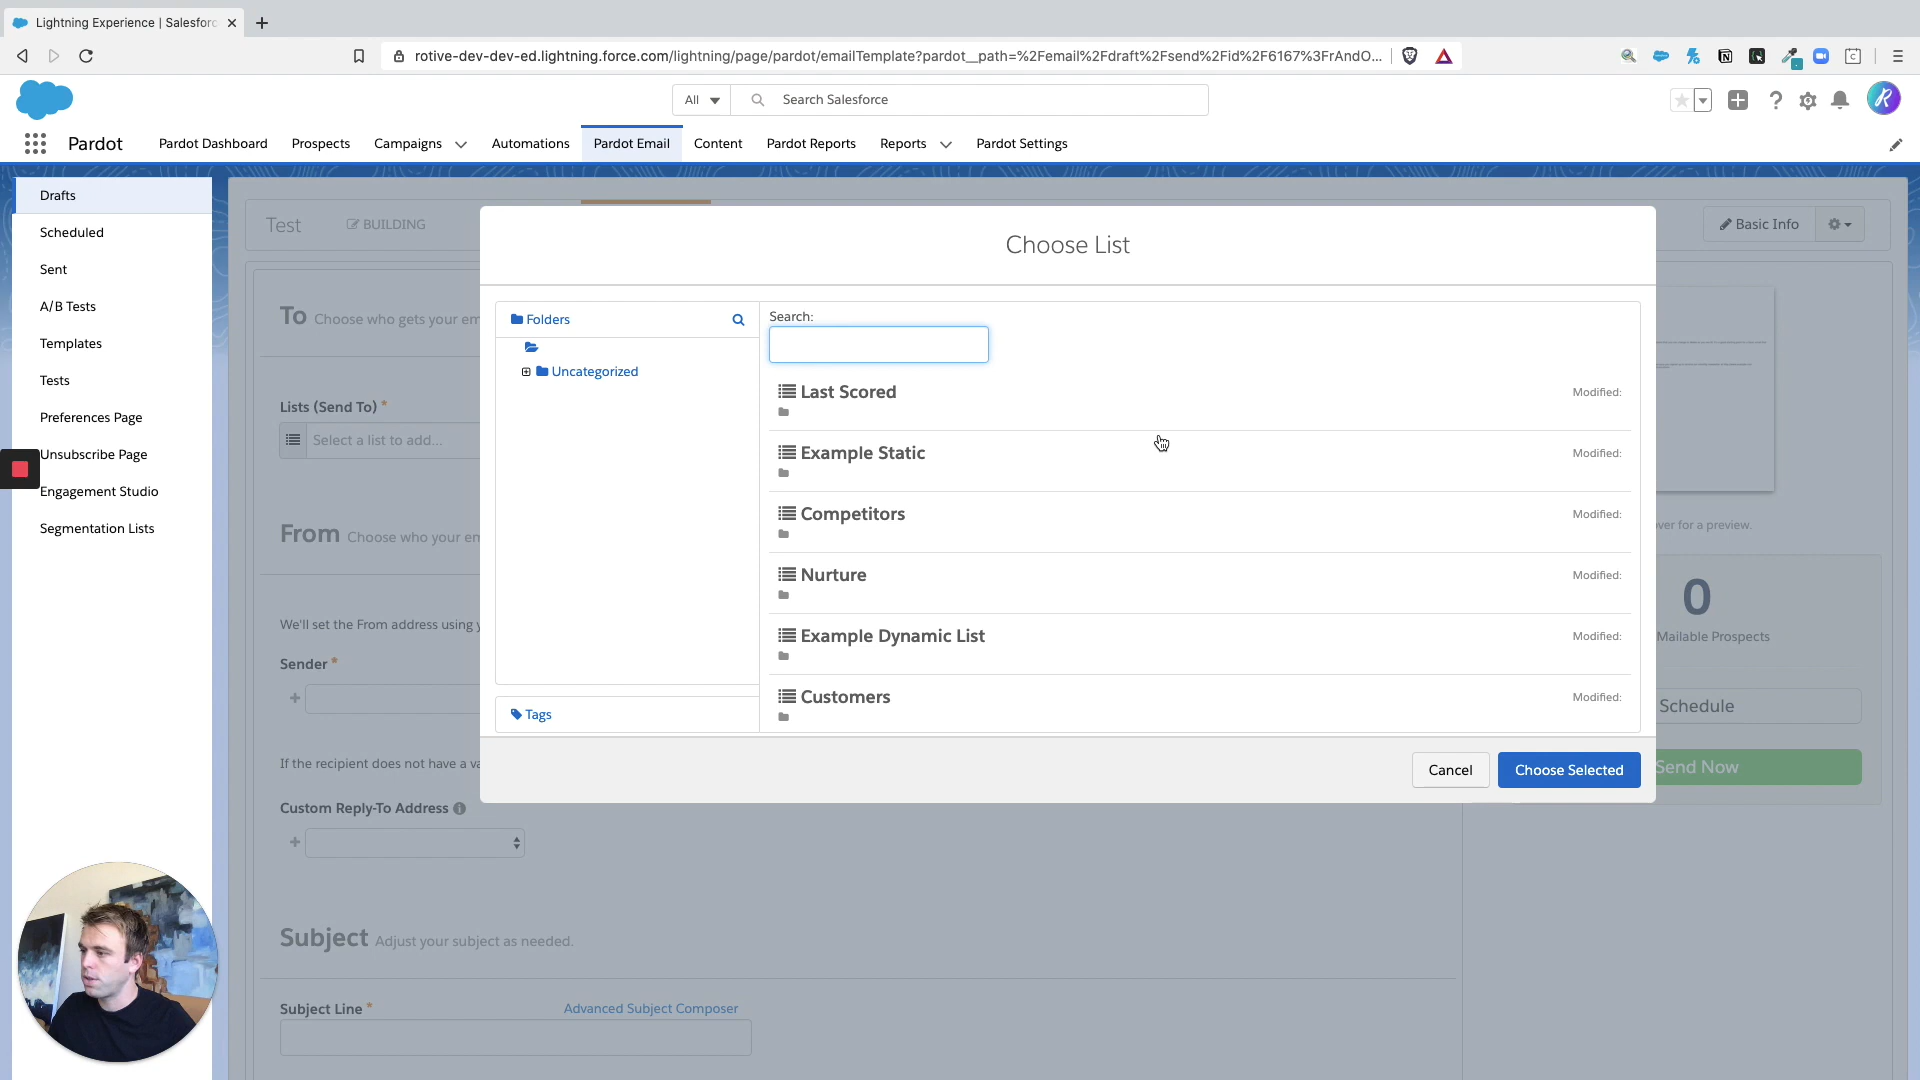 Lightning Experience | Salesforc
rotive-dev-dev-ed.lightning.force.com/lightning/page/pardot/emailTemplate?pardot__path=%2Femail%2Fdraft%2Fsend%2Fid%2F6167%3FrAndO...
All
Search Salesforce
Pardot
Pardot Dashboard
Prospects
Campaigns
Automations
Pardot Email
Content
Pardot Reports
Reports
Pardot Settings
Drafts
Scheduled
Sent
A/B Tests
Templates
Tests
Preferences Page
Unsubscribe Page
Engagement Studio
Segmentation Lists
Test
BUILDING
Basic Info
To Choose who gets your em
Lists (Send To) *
Select a list to add...
From Choose who your en
We'll set the From address using y
Sender *
If the recipient does not have a va
Custom Reply-To Address
Subject Adjust your subject as needed.
Subject Line *
Advanced Subject Composer
Choose List
Folders
Uncategorized
Tags
Search:
Last Scored
Modified:
Example Static
Modified:
Competitors
Modified:
Nurture
Modified:
Example Dynamic List
Modified:
Customers
Modified:
Cancel
Choose Selected
ver for a preview.
0
Mailable Prospects
Schedule
Send Now